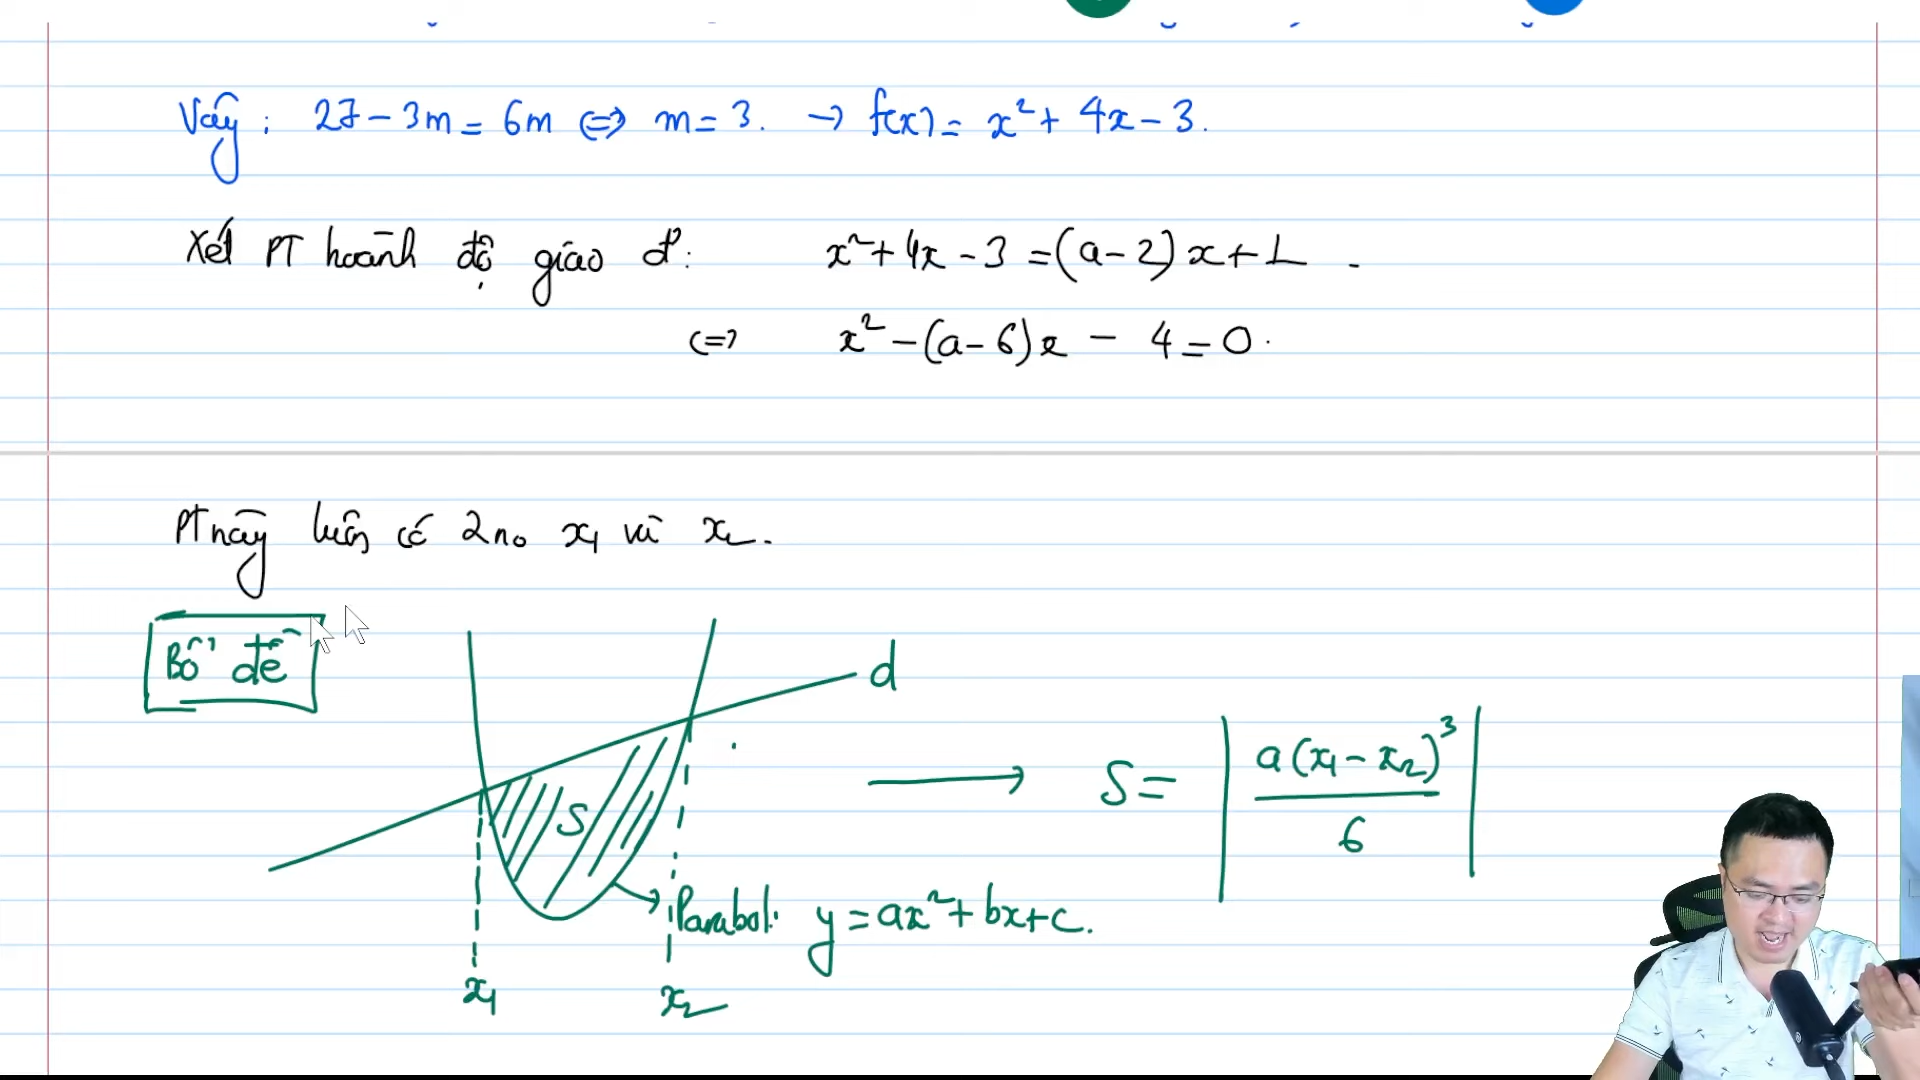 Vậy : 27 - 3m = 6m <=> m = 3. → f(x) = x² + 4x - 3.
Xét PT hoành độ giao đ': x² + 4x - 3 = (a - 2)x + 1.
<=> x² - (a - 6)x - 4 = 0.
PT này luôn có 2 no x₁ và x₂.
Bổ đề
d
S
→ S = | a(x₁ - x₂)³ / 6 |
Parabol: y = ax² + bx + c.
x₁ x₂